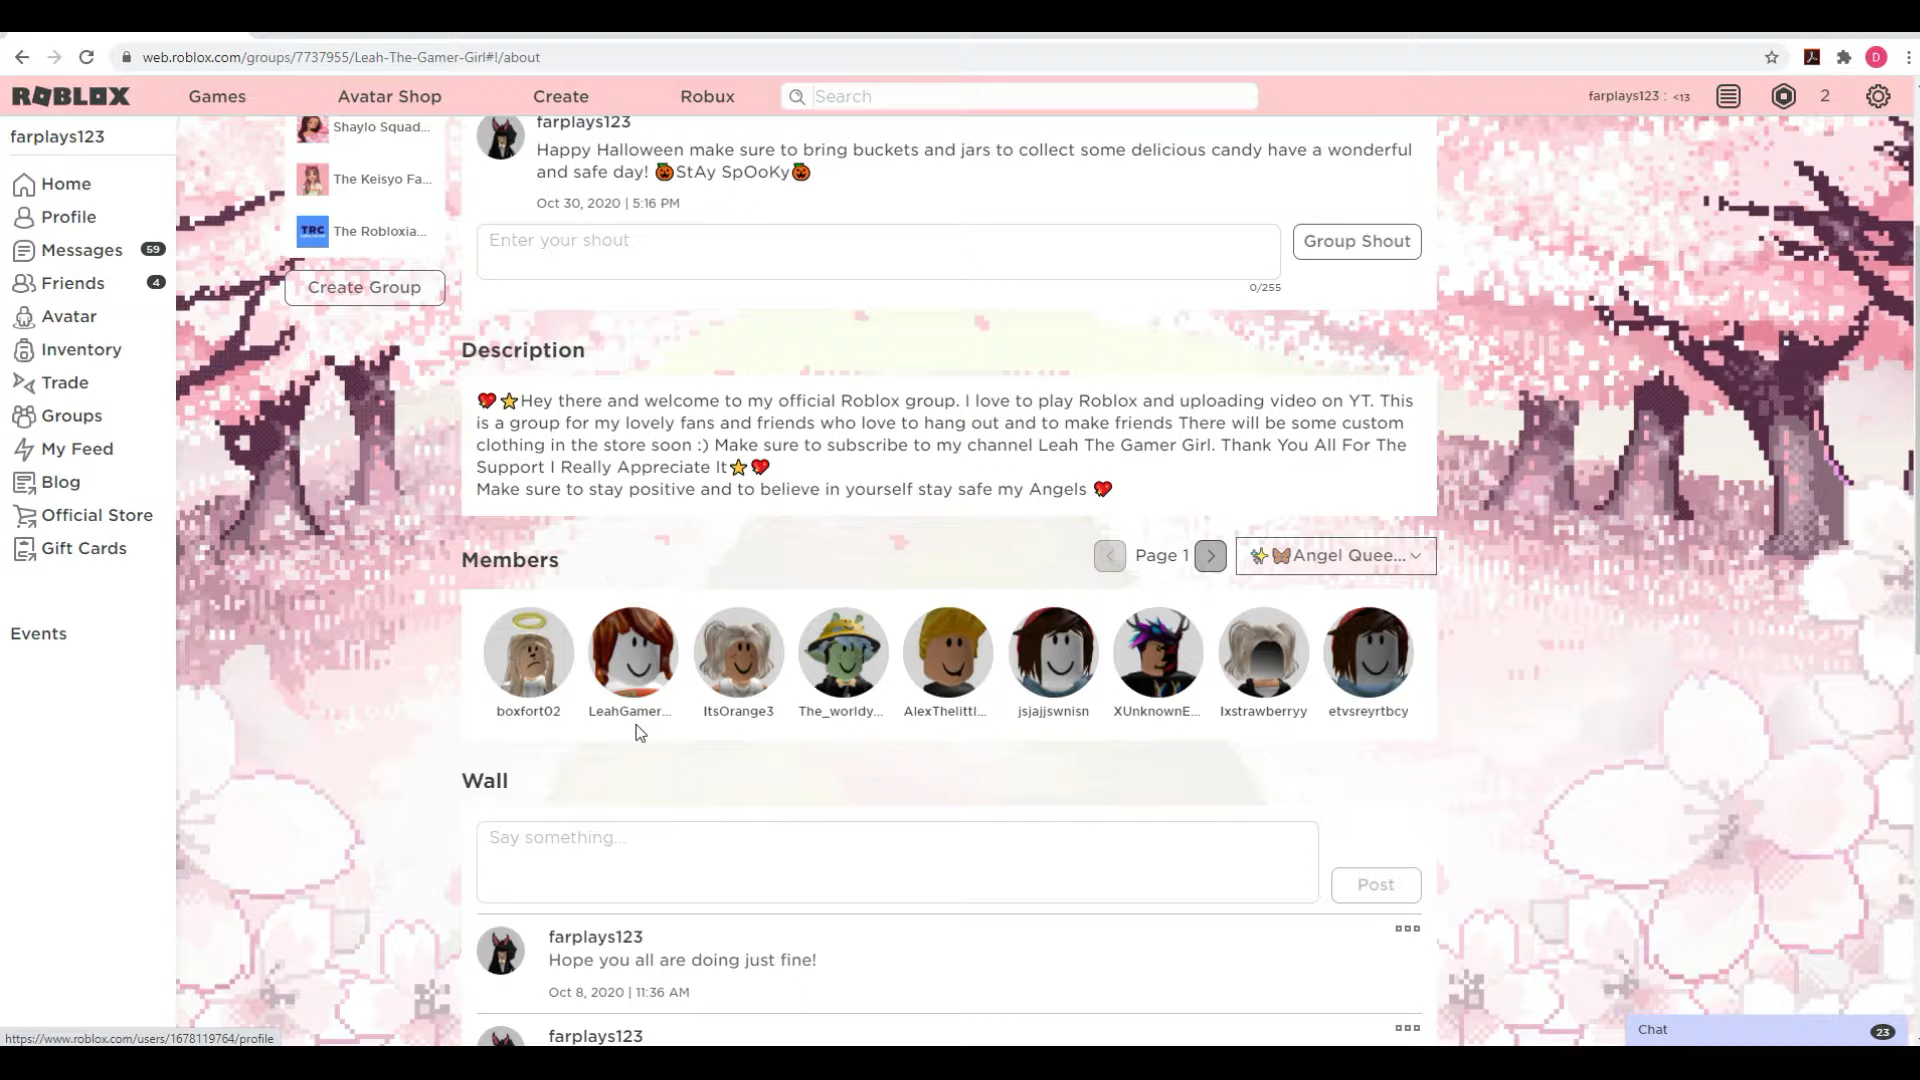 web.roblox.com/groups/7737955/Leah-The-Gamer-Girl#!/about
D
ROBLOX
Games
Avatar Shop
Create
Robux
Search
farplays123 : <13
2
farplays123
Home
Profile
Messages
59
Friends
4
Avatar
Inventory
Trade
Groups
My Feed
Blog
Official Store
Gift Cards
Events
Shaylo Squad...
The Keisyo Fa...
TRC
The Robloxia...
Create Group
farplays123
Happy Halloween make sure to bring buckets and jars to collect some delicious candy have a wonderful
and safe day! 🎃StAy SpOoKy🎃
Oct 30, 2020 | 5:16 PM
Enter your shout
Group Shout
0/255
Description
💖⭐Hey there and welcome to my official Roblox group. I love to play Roblox and uploading video on YT. This
is a group for my lovely fans and friends who love to hang out and to make friends There will be some custom
clothing in the store soon :) Make sure to subscribe to my channel Leah The Gamer Girl. Thank You All For The
Support I Really Appreciate It⭐💖
Make sure to stay positive and to believe in yourself stay safe my Angels 💖
Members
Page 1
✨🦋Angel Quee...
boxfort02
LeahGamer...
ItsOrange3
The_worldy...
AlexThelittl...
jsjajjswnisn
XUnknownE...
lxstrawberryy
etvsreyrtbcy
Wall
Say something...
Post
farplays123
Hope you all are doing just fine!
Oct 8, 2020 | 11:36 AM
farplays123
https://www.roblox.com/users/1678119764/profile
Chat
23